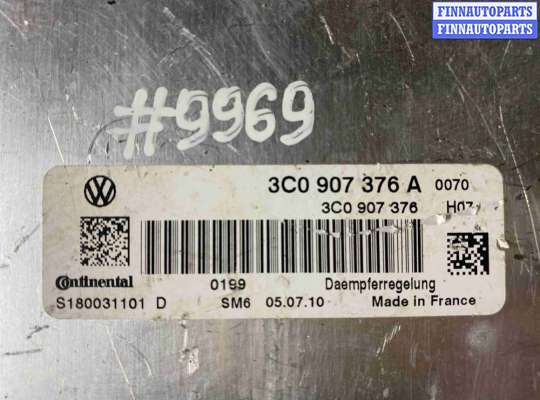 FINNAUTOPARTS
FINNAUTOPARTS
#9969
3C0 907 376 A 0070
3C0 907 376 H07
Continental 0199 Daempferregelung
S180031101 D SM6 05.07.10 Made in France